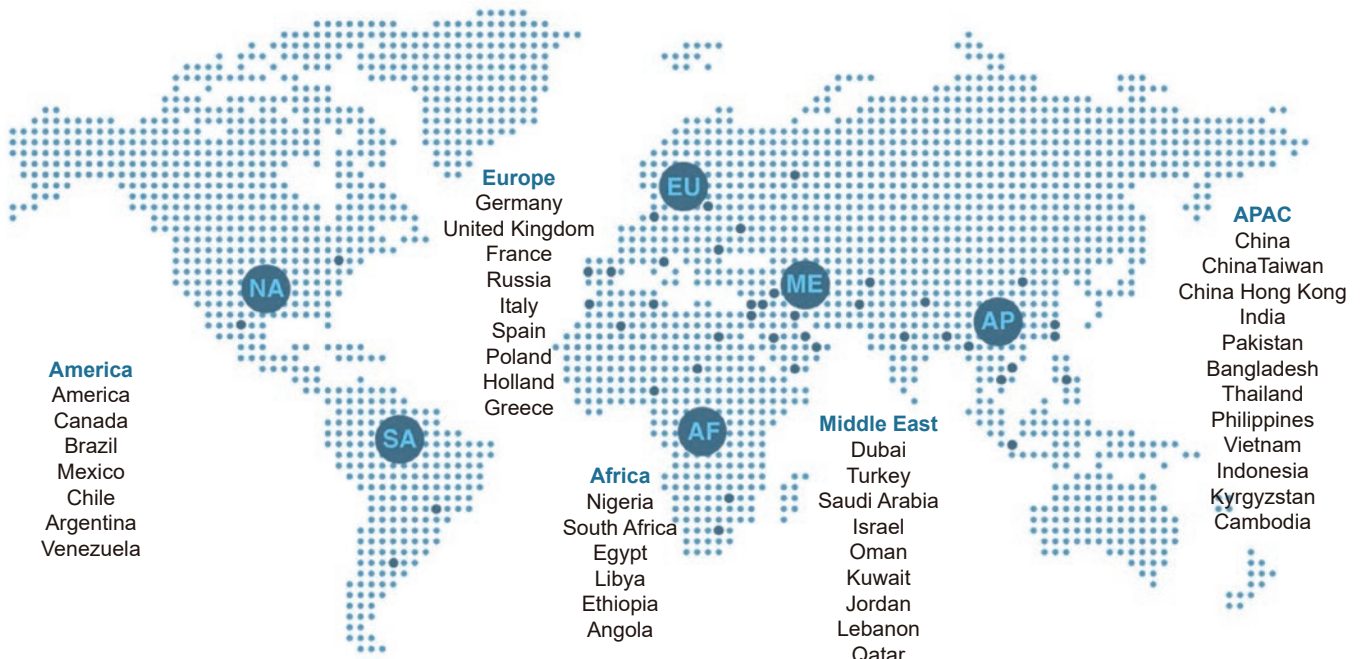 NA
SA
EU
ME
AP
AF
America
America
Canada
Brazil
Mexico
Chile
Argentina
Venezuela
Europe
Germany
United Kingdom
France
Russia
Italy
Spain
Poland
Holland
Greece
Africa
Nigeria
South Africa
Egypt
Libya
Ethiopia
Angola
Middle East
Dubai
Turkey
Saudi Arabia
Israel
Oman
Kuwait
Jordan
Lebanon
Qatar
APAC
China
ChinaTaiwan
China Hong Kong
India
Pakistan
Bangladesh
Thailand
Philippines
Vietnam
Indonesia
Kyrgyzstan
Cambodia